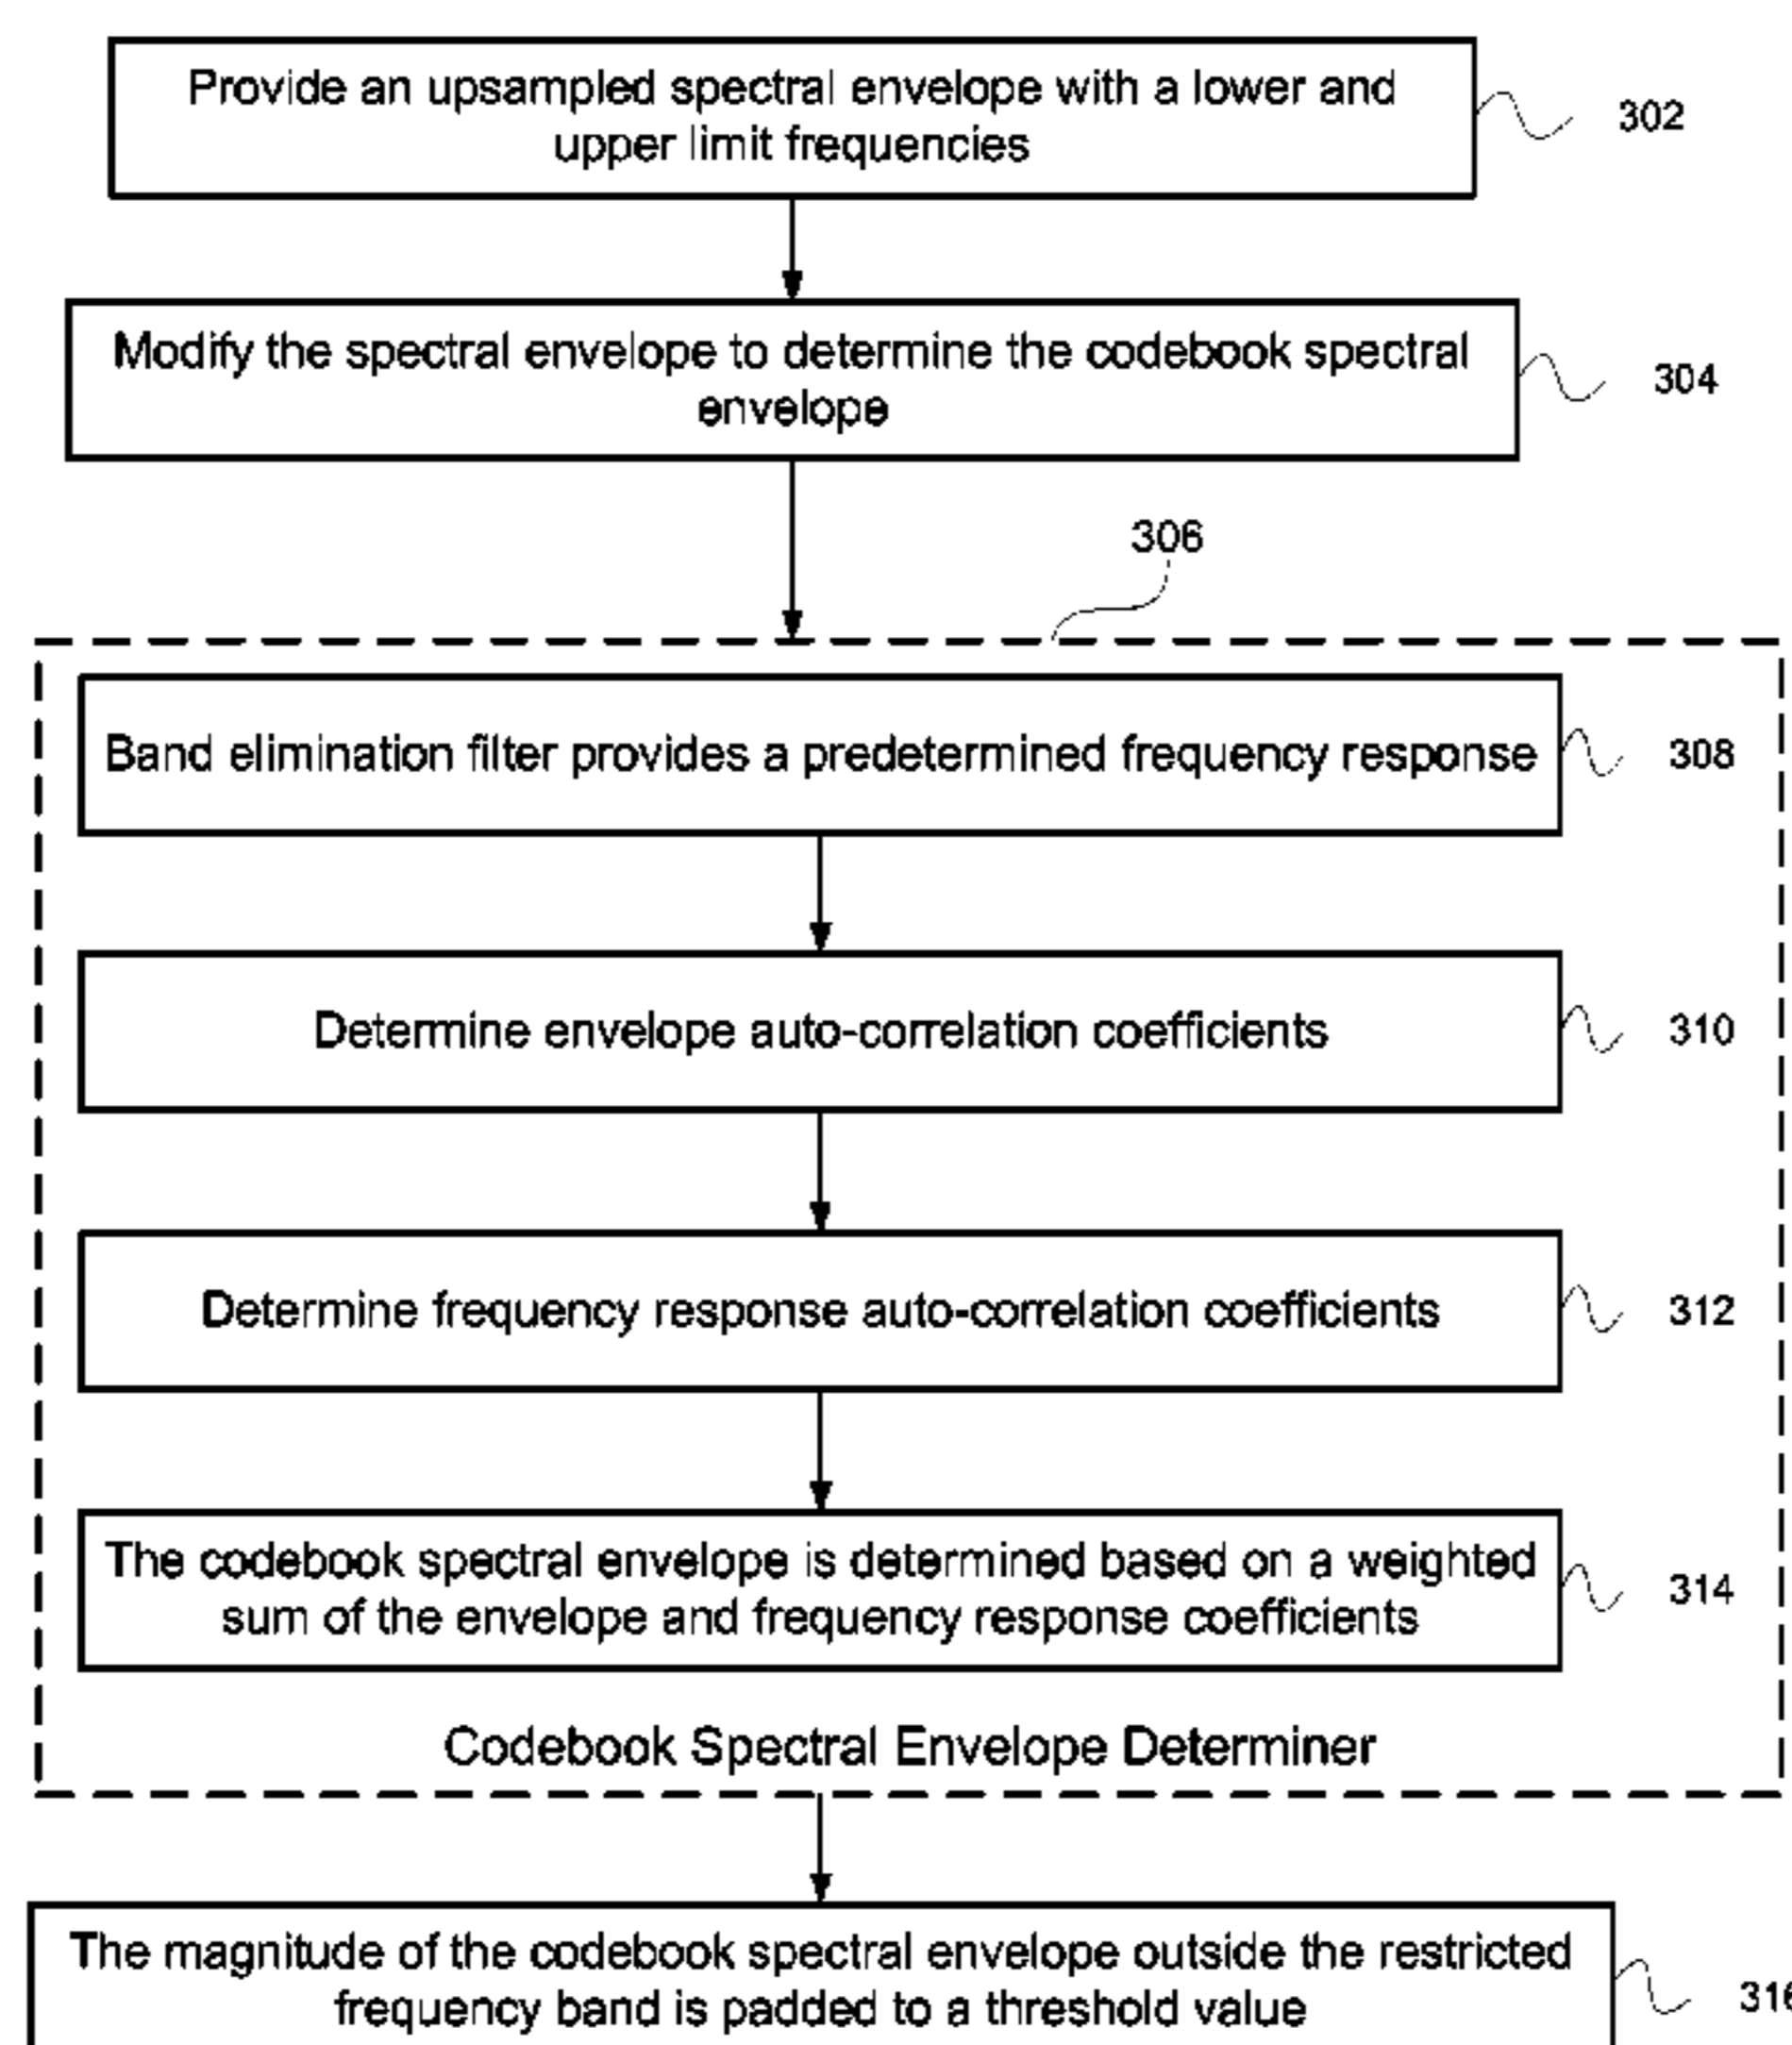 Provide an upsampled spectral envelope with a lower and
upper limit frequencies
302
Modify the spectral envelope to determine the codebook spectral
envelope
304
306
Band elimination filter provides a predetermined frequency response
308
Determine envelope auto-correlation coefficients
310
Determine frequency response auto-correlation coefficients
312
The codebook spectral envelope is determined based on a weighted
sum of the envelope and frequency response coefficients
314
Codebook Spectral Envelope Determiner
The magnitude of the codebook spectral envelope outside the restricted
frequency band is padded to a threshold value
316